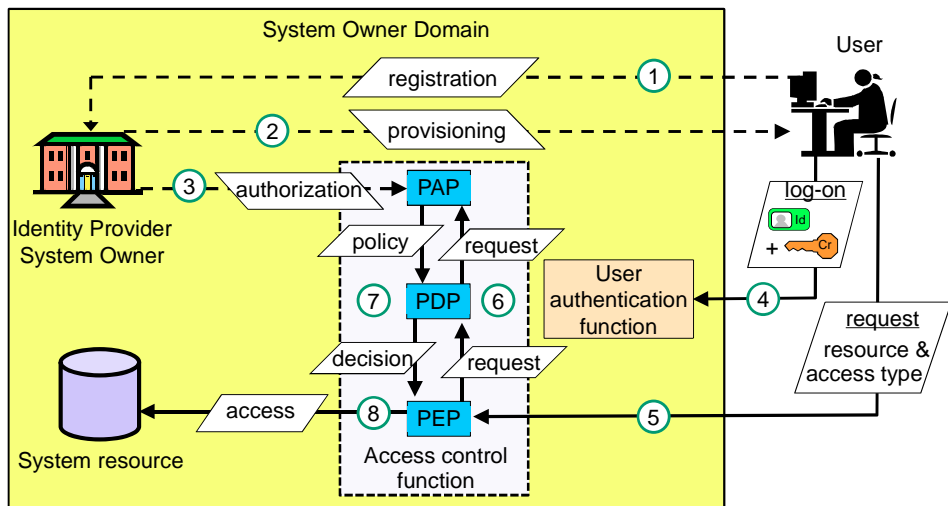 System Owner Domain
User
registration
1
2
provisioning
3
authorization
PAP
log-on
Id
+
Cr
Identity Provider
System Owner
policy
request
7
PDP
6
User
authentication
function
4
decision
request
request
resource &
access type
access
8
PEP
5
System resource
Access control
function